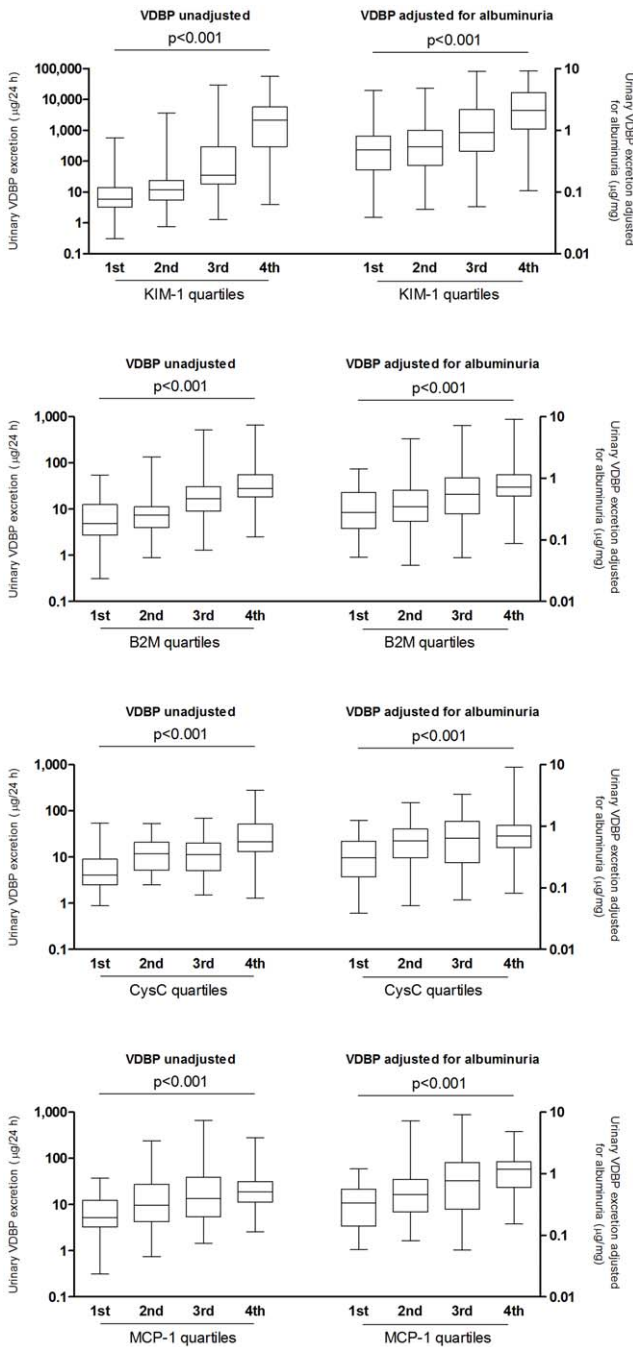 VDBP unadjusted
VDBP adjusted for albuminuria
p<0.001
p<0.001
Urinary VDBP excretion ( μg/24 h)
100,000
10,000
1,000
100
10
1
0.1
10
1
0.1
0.01
Urinary VDBP excretion adjusted
for albuminuria (μg/mg)
1st 2nd 3rd 4th
1st 2nd 3rd 4th
KIM-1 quartiles
KIM-1 quartiles
VDBP unadjusted
VDBP adjusted for albuminuria
p<0.001
p<0.001
Urinary VDBP excretion ( μg/24 h)
1,000
100
10
1
0.1
10
1
0.1
0.01
Urinary VDBP excretion adjusted
for albuminuria (μg/mg)
1st 2nd 3rd 4th
1st 2nd 3rd 4th
B2M quartiles
B2M quartiles
VDBP unadjusted
VDBP adjusted for albuminuria
p<0.001
p<0.001
Urinary VDBP excretion ( μg/24 h)
1,000
100
10
1
0.1
10
1
0.1
0.01
Urinary VDBP excretion adjusted
for albuminuria (μg/mg)
1st 2nd 3rd 4th
1st 2nd 3rd 4th
CysC quartiles
CysC quartiles
VDBP unadjusted
VDBP adjusted for albuminuria
p<0.001
p<0.001
Urinary VDBP excretion ( μg/24 h)
1,000
100
10
1
0.1
10
1
0.1
0.01
Urinary VDBP excretion adjusted
for albuminuria (μg/mg)
1st 2nd 3rd 4th
1st 2nd 3rd 4th
MCP-1 quartiles
MCP-1 quartiles